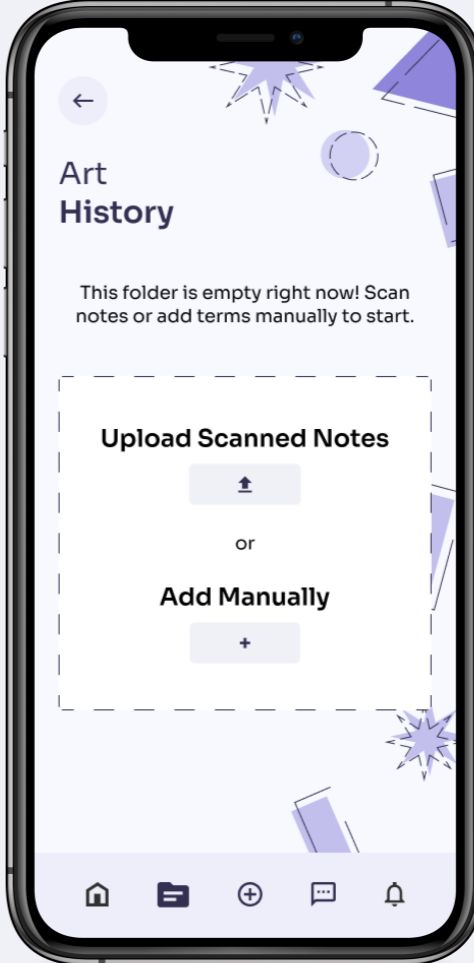 Art
History
This folder is empty right now! Scan
notes or add terms manually to start.
Upload Scanned Notes
or
Add Manually